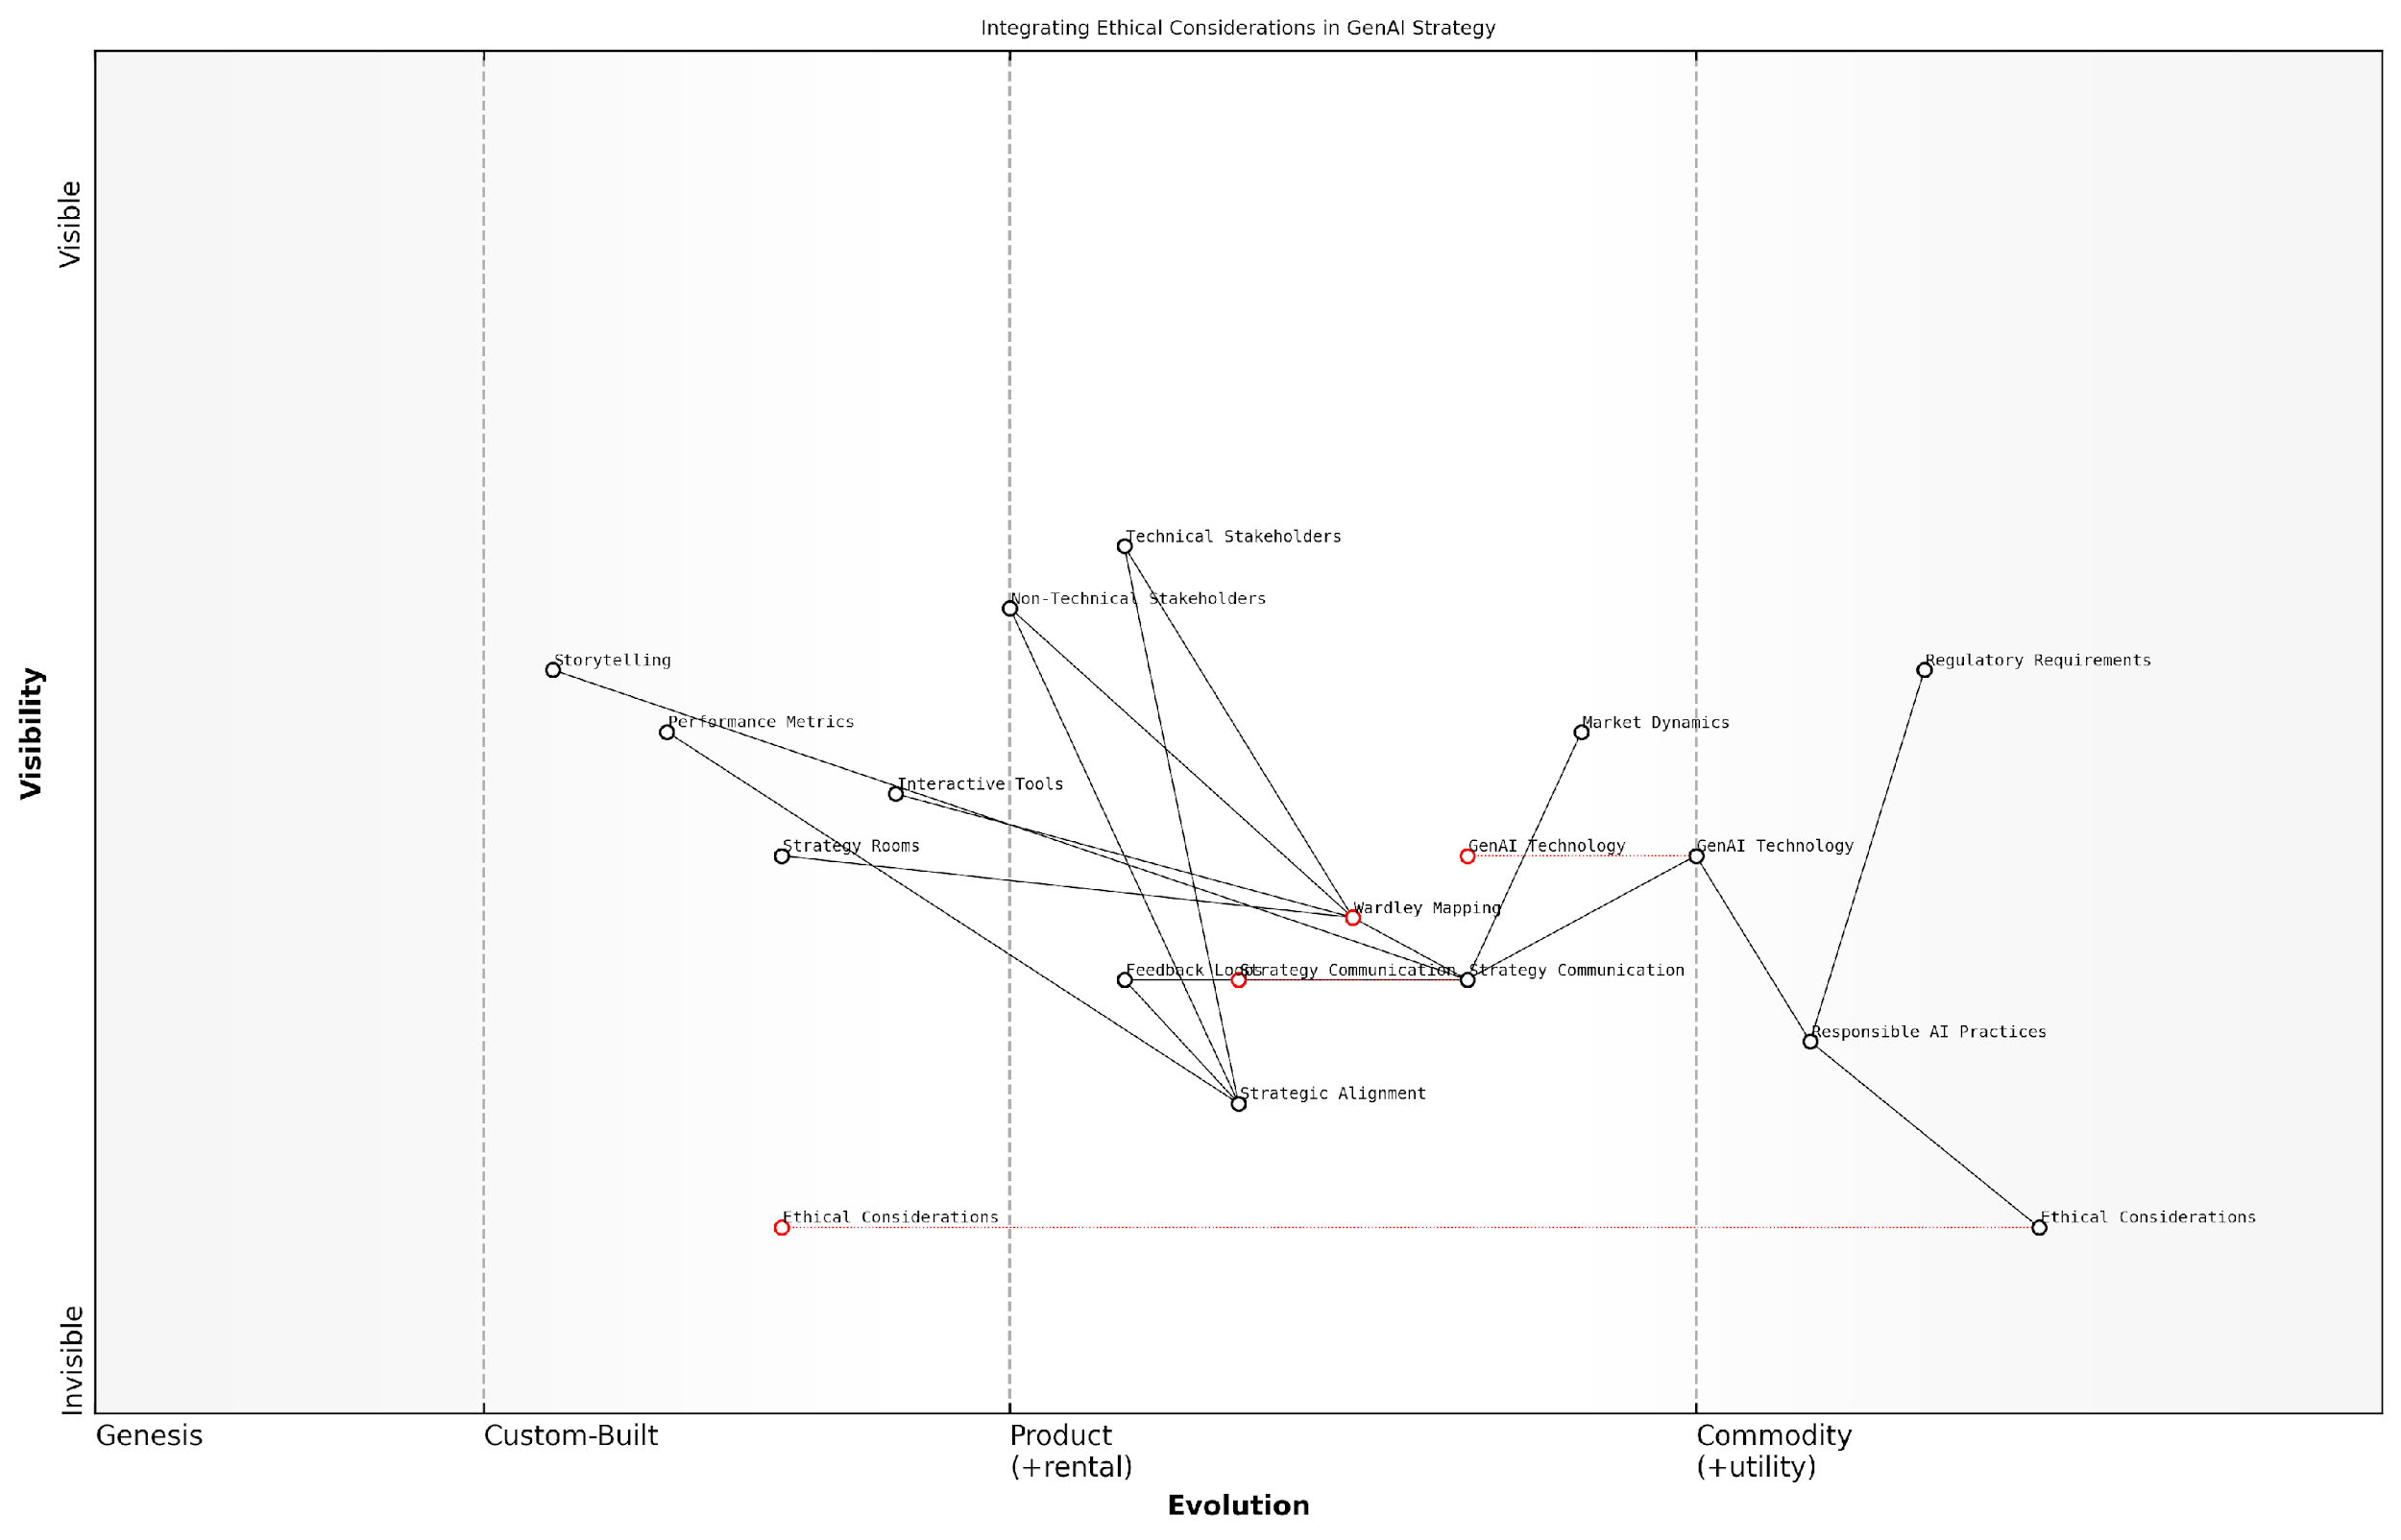 Integrating Ethical Considerations in GenAI Strategy
Visible
Technical Stakeholders
Non-Technical Stakeholders
Storytelling
Regulatory Requirements
Performance Metrics
Market Dynamics
Interactive Tools
Strategy Rooms
GenAI Technology
GenAI Technology
Wardley Mapping
Feedback Loops
Strategy Communication
Strategy Communication
Responsible AI Practices
Strategic Alignment
Ethical Considerations
Ethical Considerations
Visibility
Invisible
Genesis
Custom-Built
Product
(+rental)
Commodity
(+utility)
Evolution